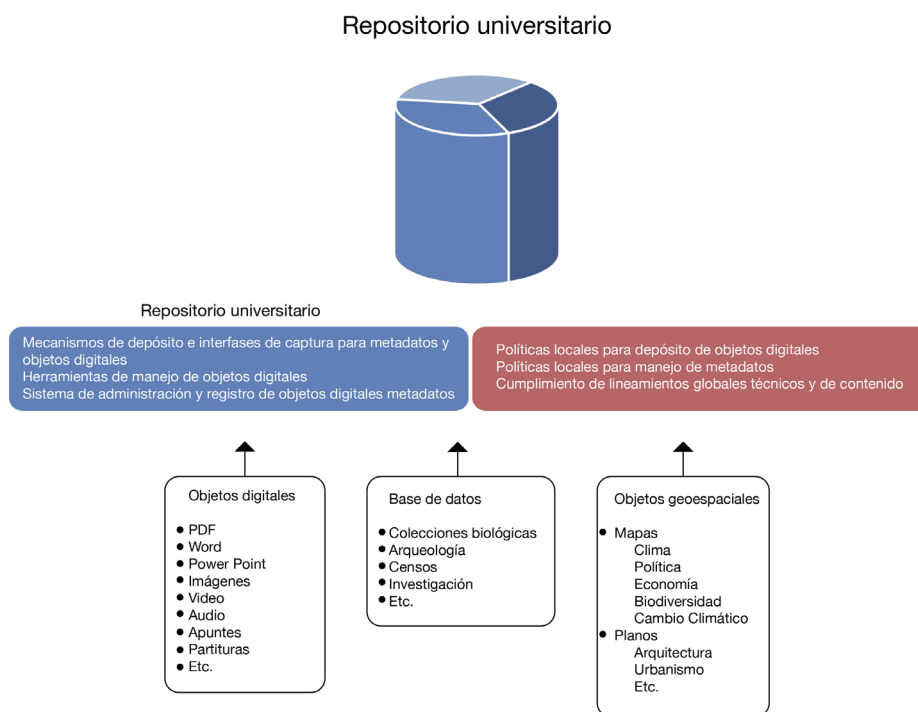 Repositorio universitario
Repositorio universitario
Mecanismos de depósito e interfases de captura para metadatos y
objetos digitales
Herramientas de manejo de objetos digitales
Sistema de administración y registro de objetos digitales metadatos
Políticas locales para depósito de objetos digitales
Políticas locales para manejo de metadatos
Cumplimiento de lineamientos globales técnicos y de contenido
Objetos digitales
● PDF
● Word
● Power Point
● Imágenes
● Video
● Audio
● Apuntes
● Partituras
● Etc.
Base de datos
● Colecciones biológicas
● Arqueología
● Censos
● Investigación
● Etc.
Objetos geoespaciales
● Mapas
Clima
Política
Economía
Biodiversidad
Cambio Climático
● Planos
Arquitectura
Urbanismo
Etc.